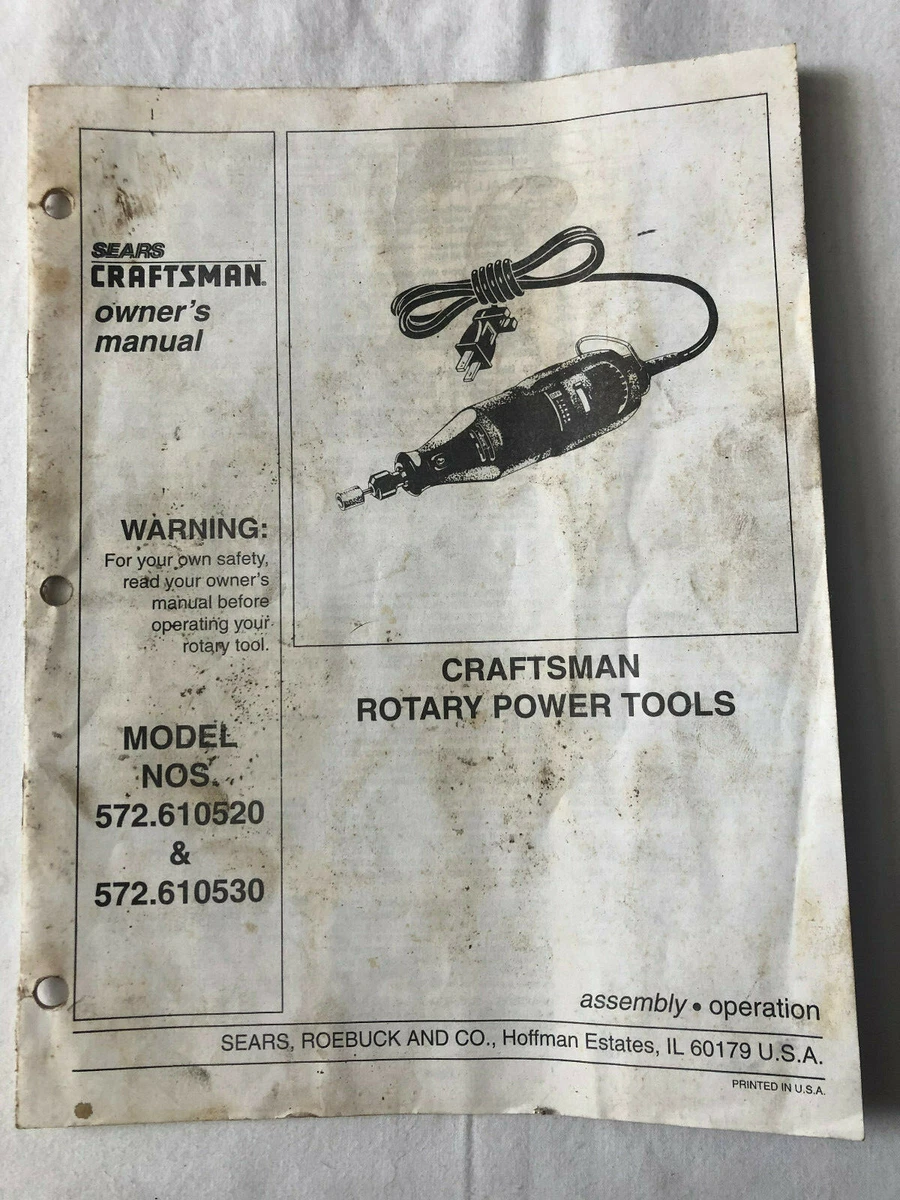 SEARS
CRAFTSMAN®
owner's
manual
WARNING:
For your own safety,
read your owner's
manual before
operating your
rotary tool.
MODEL
NOS.
572.610520
&
572.610530
CRAFTSMAN
ROTARY POWER TOOLS
assembly • operation
SEARS, ROEBUCK AND CO., Hoffman Estates, IL 60179 U.S.A.
PRINTED IN U.S.A.